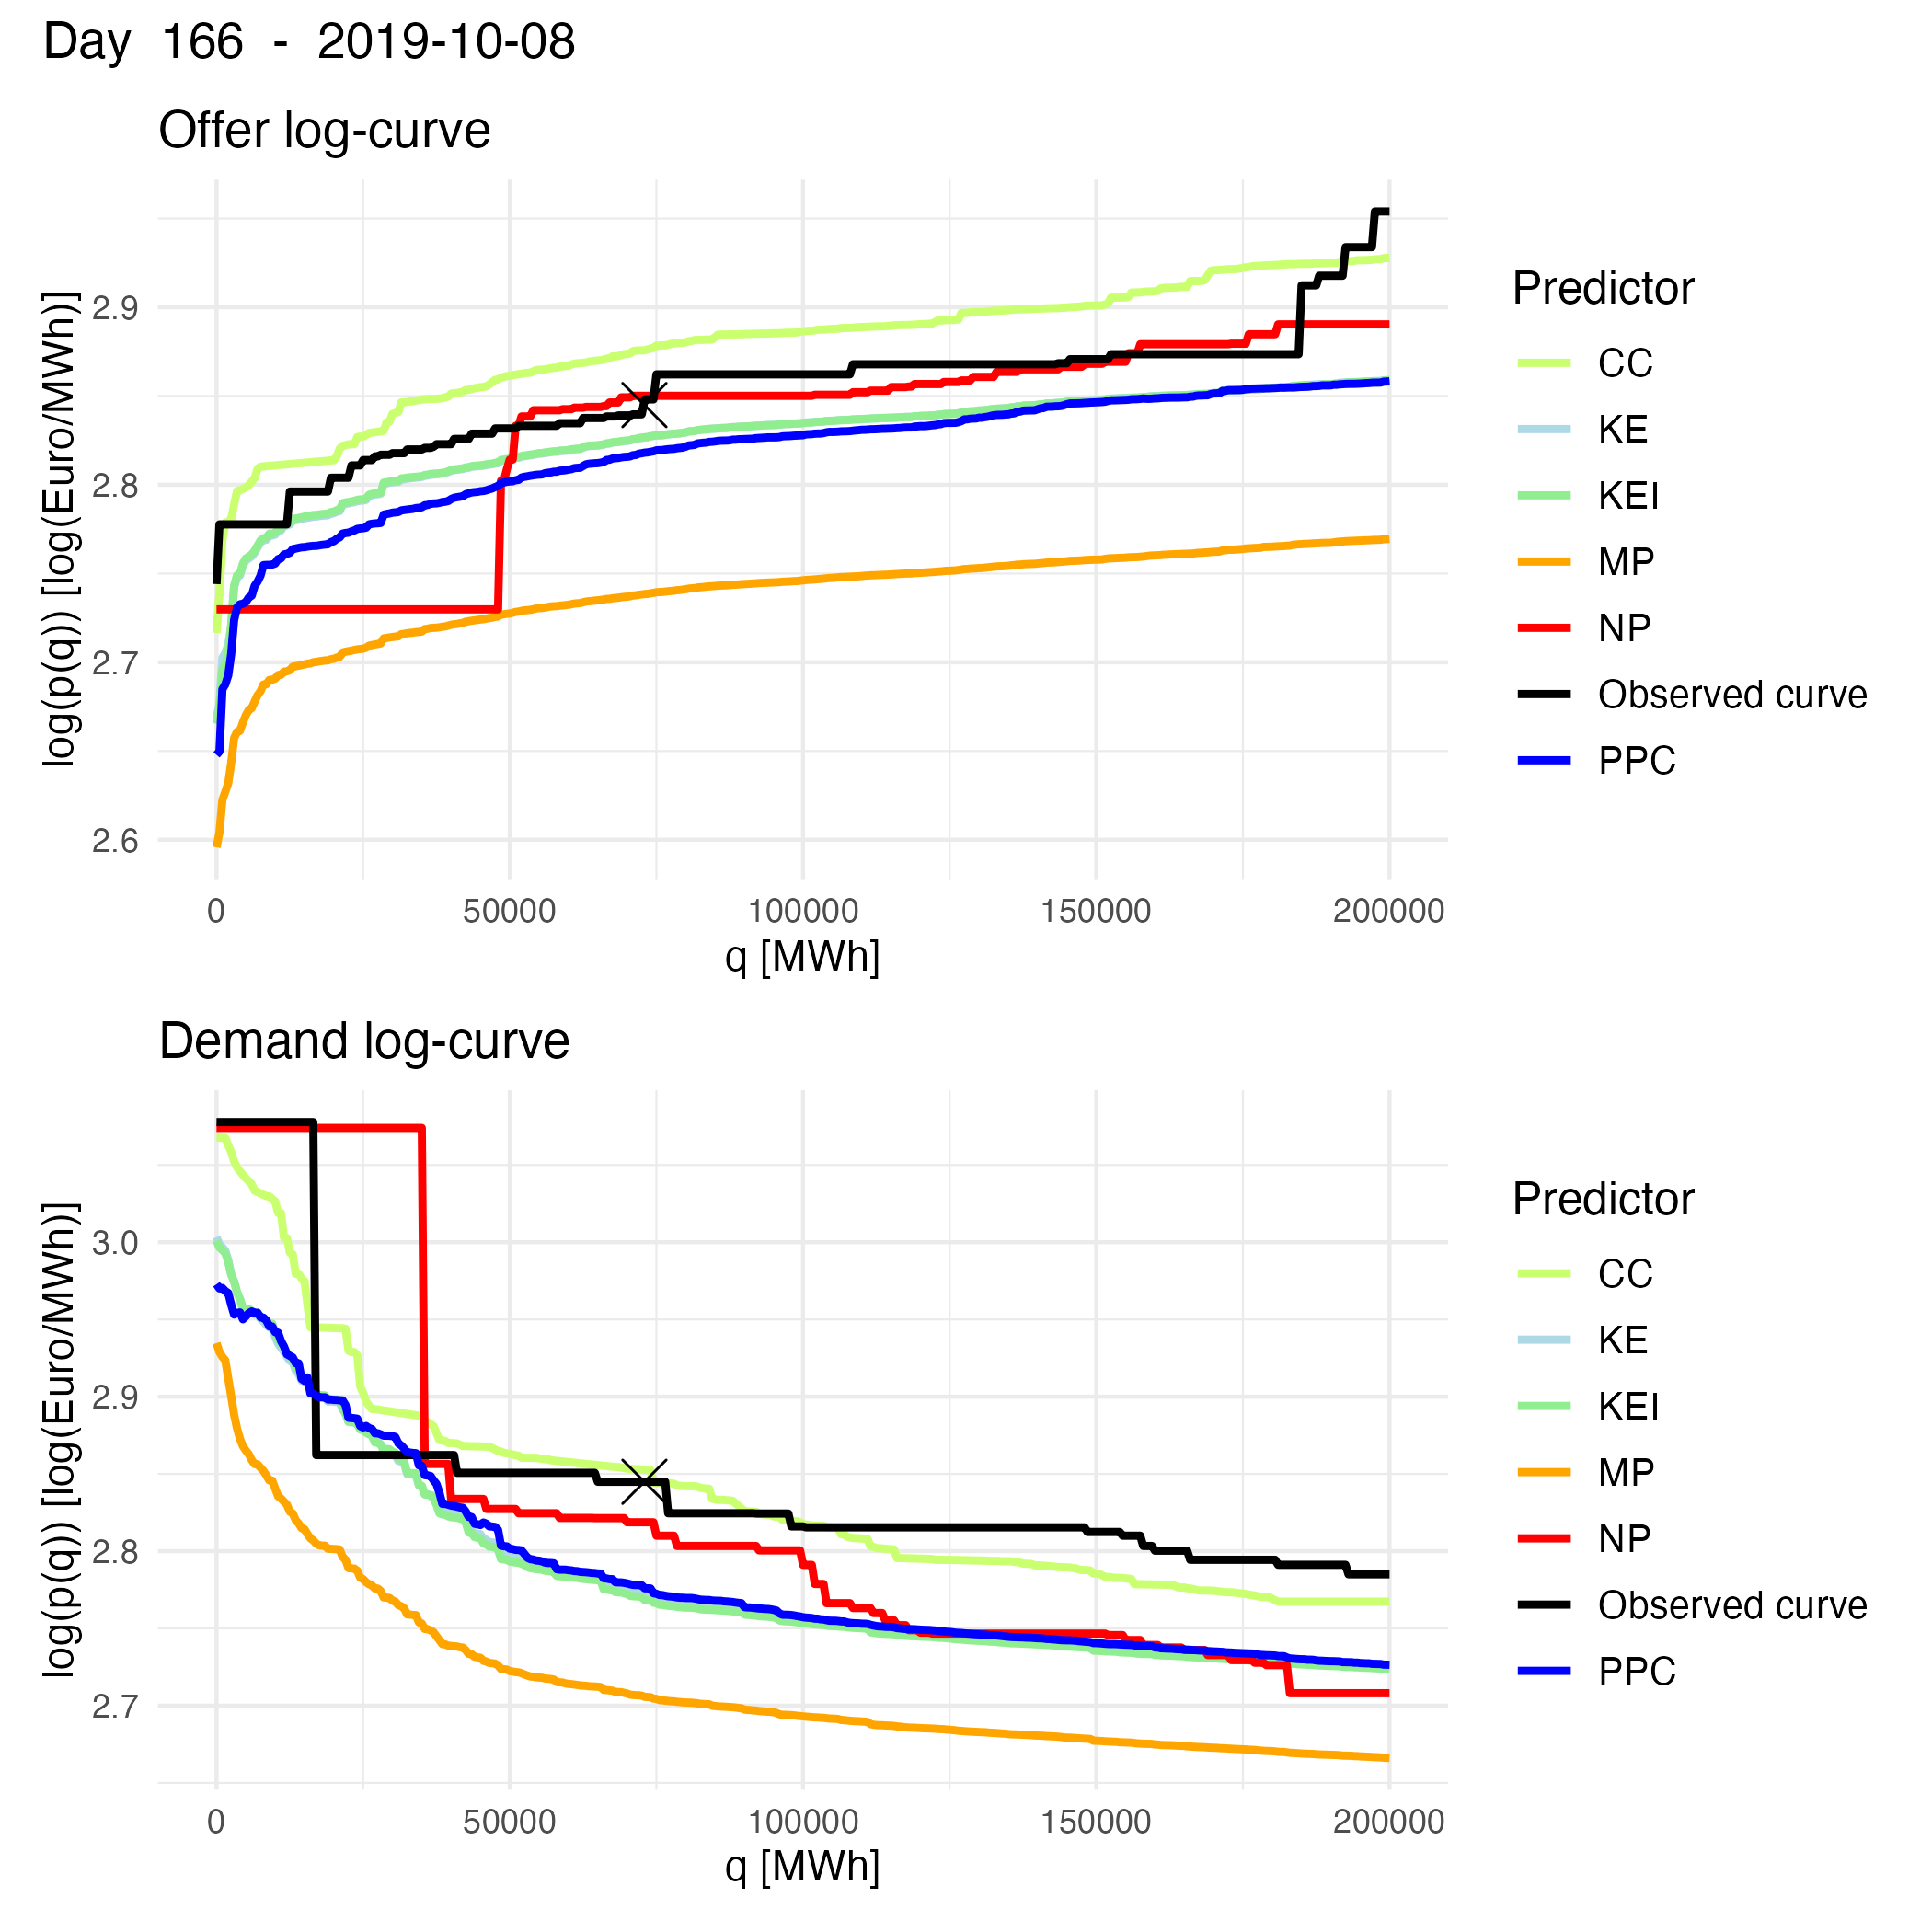 Day 166 - 2019-10-08
Offer log-curve
log(p(q)) [log(Euro/MWh)]
2.9
2.8
2.7
2.6
0 50000 100000 150000 200000
q [MWh]
Predictor
CC
KE
KEI
MP
NP
Observed curve
PPC
Demand log-curve
log(p(q)) [log(Euro/MWh)]
3.0
2.9
2.8
2.7
0 50000 100000 150000 200000
q [MWh]
Predictor
CC
KE
KEI
MP
NP
Observed curve
PPC